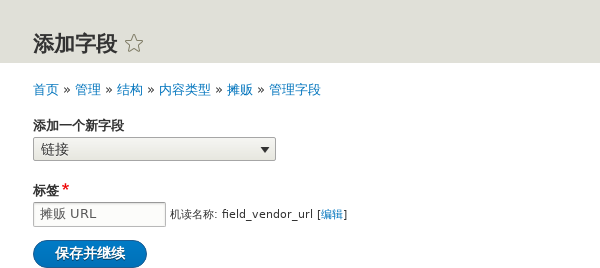 添加字段
首页 » 管理 » 结构 » 内容类型 » 摊贩 » 管理字段
添加一个新字段
链接
标签 *
摊贩 URL 机读名称: field_vendor_url [编辑]
保存并继续